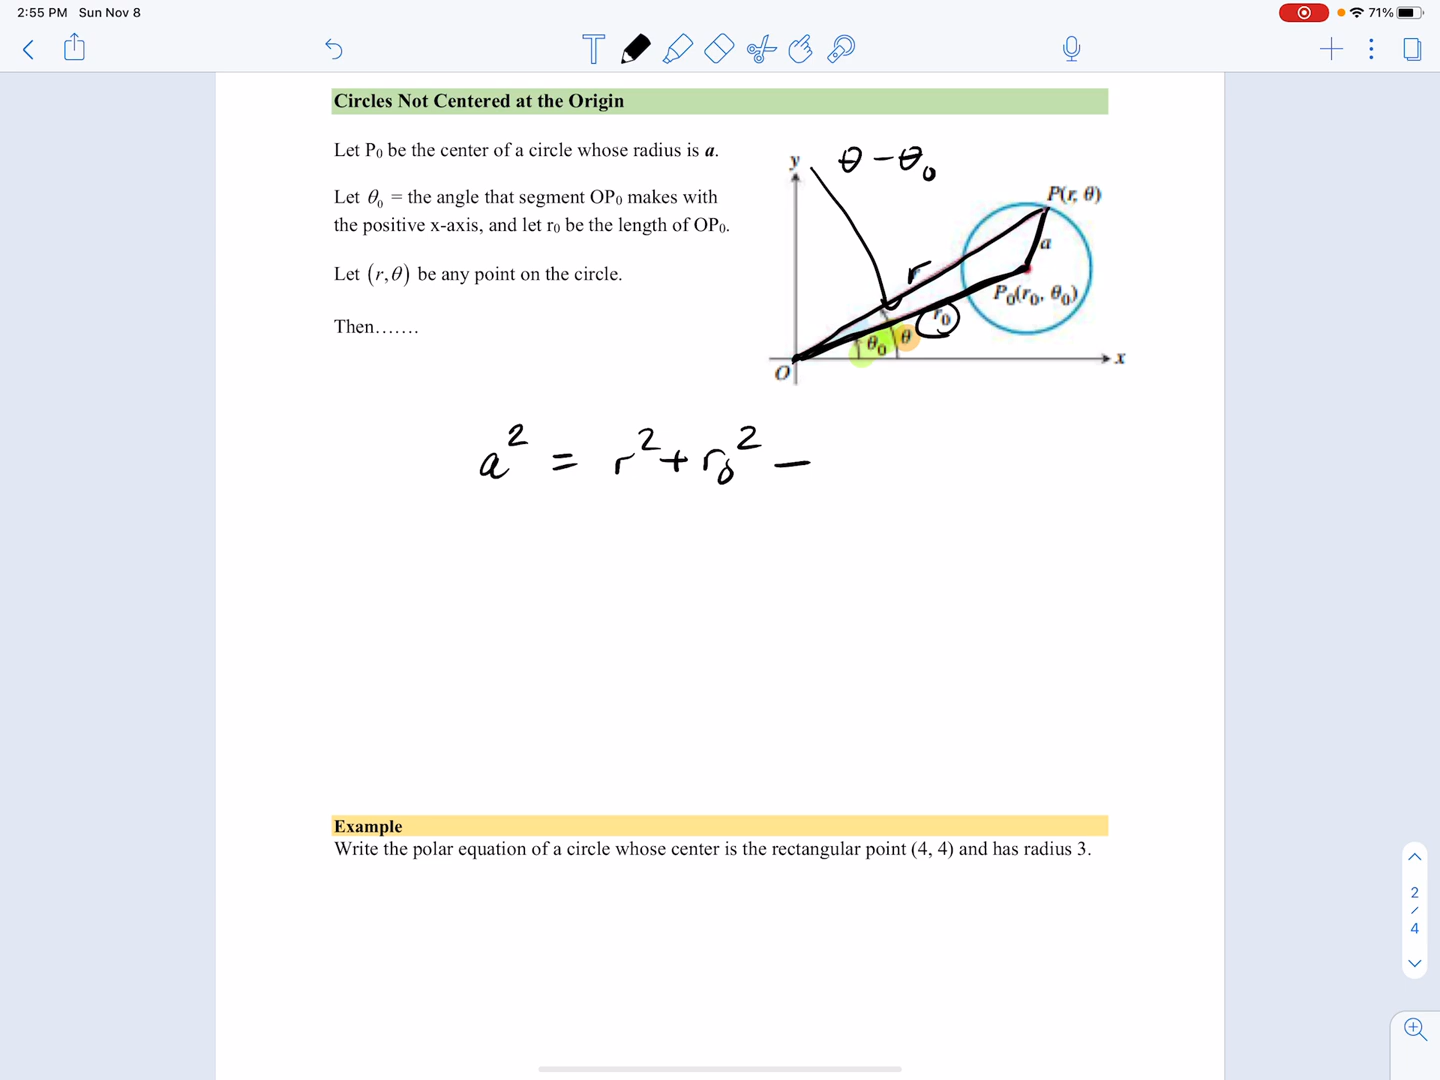 2:55 PM Sun Nov 8
71%
T
Circles Not Centered at the Origin
Let P₀ be the center of a circle whose radius is a.
Let θ₀ = the angle that segment OP₀ makes with
the positive x-axis, and let r₀ be the length of OP₀.
Let (r, θ) be any point on the circle.
Then.......
θ − θ₀
y
P(r, θ)
a
r
P₀(r₀, θ₀)
r₀
θ₀ θ
x
O
a² = r² + r₀² −
Example
Write the polar equation of a circle whose center is the rectangular point (4, 4) and has radius 3.
2
/
4